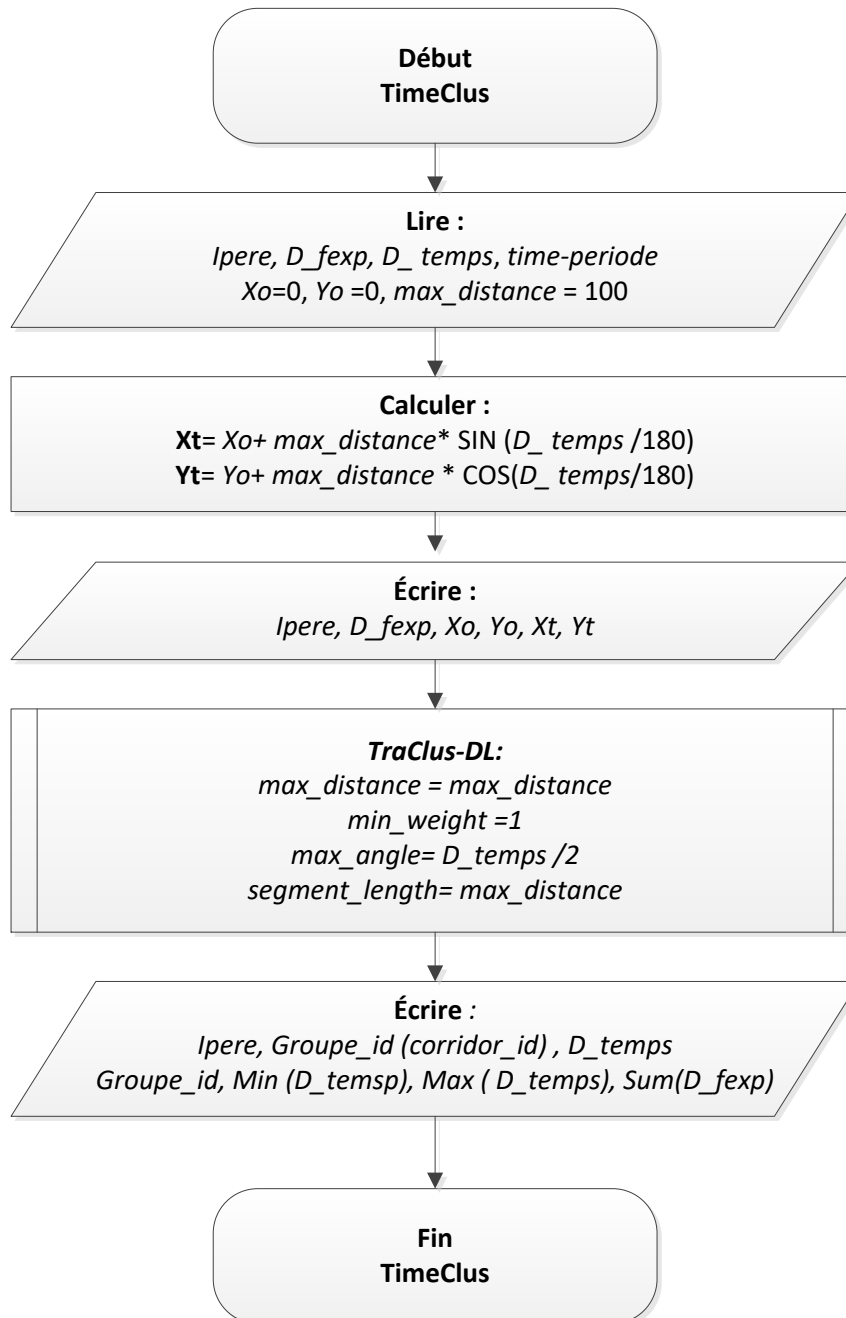 Début
TimeClus
Lire :
Ipere, D_fexp, D_ temps, time-periode
Xo=0, Yo =0, max_distance = 100
Calculer :
Xt= Xo+ max_distance* SIN (D_ temps /180)
Yt= Yo+ max_distance * COS(D_ temps/180)
Écrire :
Ipere, D_fexp, Xo, Yo, Xt, Yt
TraClus-DL:
max_distance = max_distance
min_weight =1
max_angle= D_temps /2
segment_length= max_distance
Écrire :
Ipere, Groupe_id (corridor_id) , D_temps
Groupe_id, Min (D_temsp), Max ( D_temps), Sum(D_fexp)
Fin
TimeClus